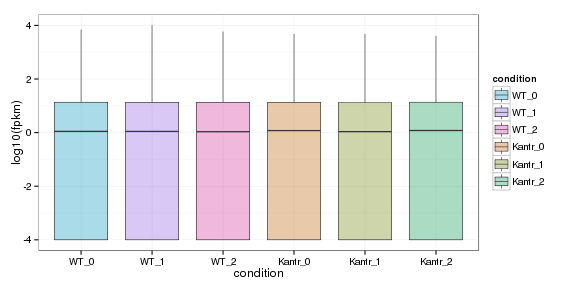 4
2
0
-2
-4
log10(fpkm)
WT_0 WT_1 WT_2 Kantr_0 Kantr_1 Kantr_2
condition
condition
WT_0
WT_1
WT_2
Kantr_0
Kantr_1
Kantr_2